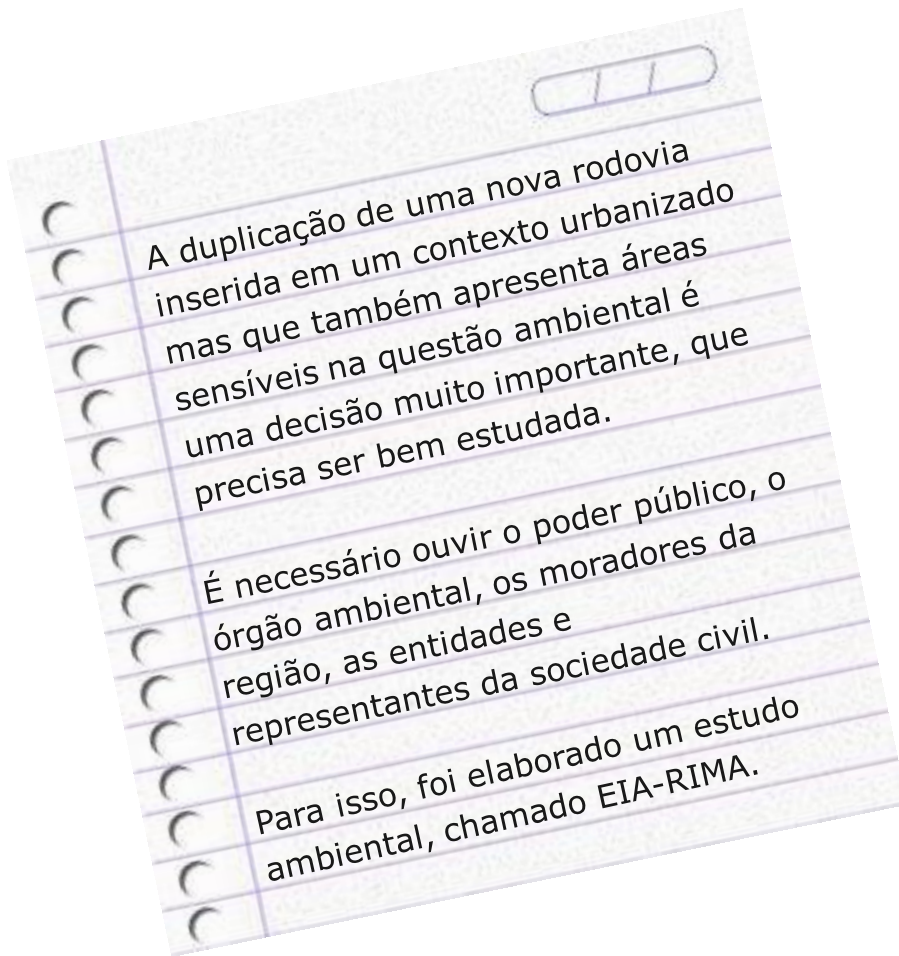 A duplicação de uma nova rodovia
inserida em um contexto urbanizado
mas que também apresenta áreas
sensíveis na questão ambiental é
uma decisão muito importante, que
precisa ser bem estudada.
É necessário ouvir o poder público, o
órgão ambiental, os moradores da
região, as entidades e
representantes da sociedade civil.
Para isso, foi elaborado um estudo
ambiental, chamado EIA-RIMA.